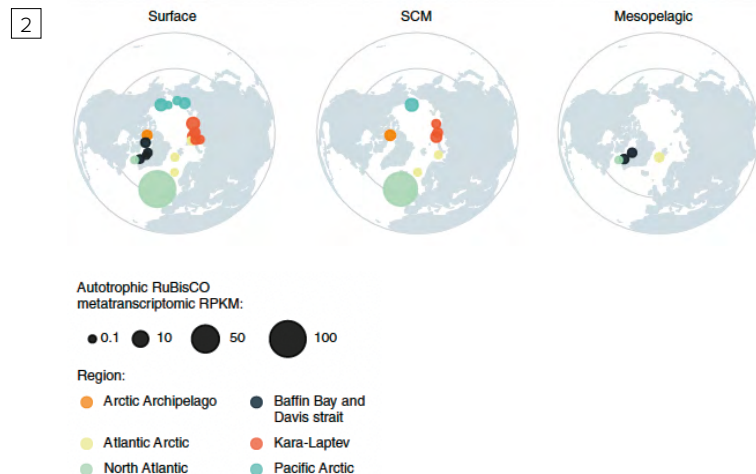 2
Surface
SCM
Mesopelagic
Autotrophic RuBisCO
metatranscriptomic RPKM:
0.1
10
50
100
Region:
Arctic Archipelago
Baffin Bay and
Davis strait
Atlantic Arctic
Kara-Laptev
North Atlantic
Pacific Arctic